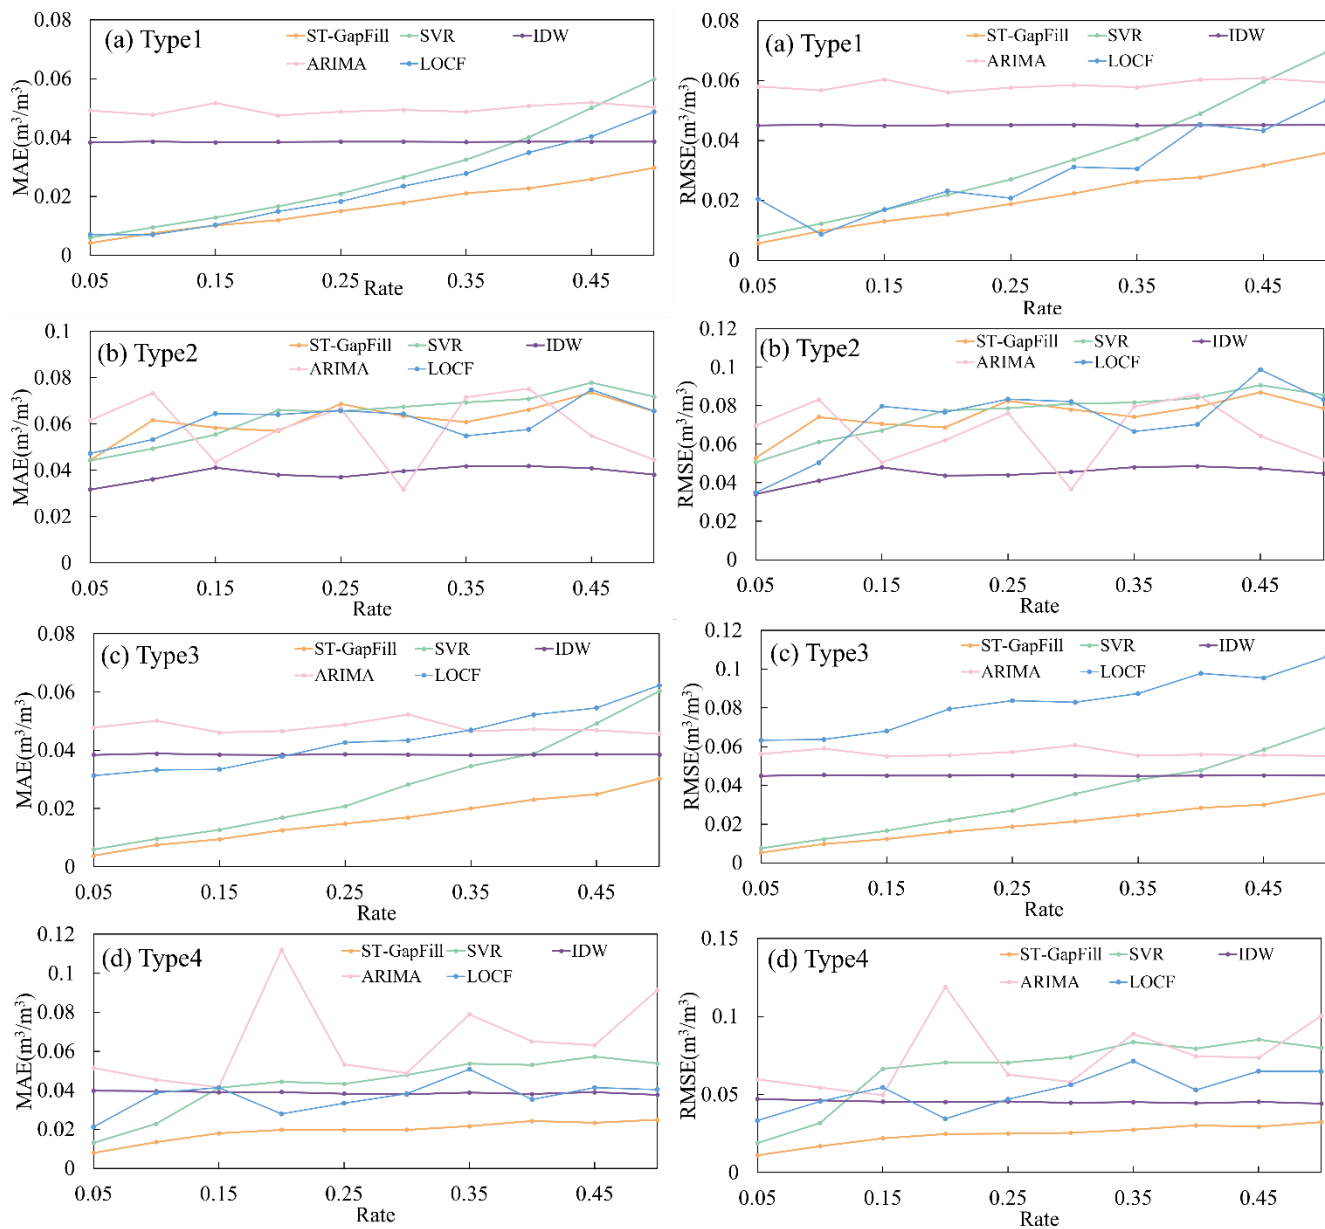 (a) Type1
ST-GapFill SVR IDW
ARIMA LOCF
MAE(m³/m³)
0.08
0.06
0.04
0.02
0
0.05 0.15 0.25 0.35 0.45
Rate
(a) Type1
ST-GapFill SVR IDW
ARIMA LOCF
RMSE(m³/m³)
0.08
0.06
0.04
0.02
0
0.05 0.15 0.25 0.35 0.45
Rate
(b) Type2
ST-GapFill SVR IDW
ARIMA LOCF
MAE(m³/m³)
0.1
0.08
0.06
0.04
0.02
0
0.05 0.15 0.25 0.35 0.45
Rate
(b) Type2
ST-GapFill SVR IDW
ARIMA LOCF
RMSE(m³/m³)
0.12
0.1
0.08
0.06
0.04
0.02
0
0.05 0.15 0.25 0.35 0.45
Rate
(c) Type3
ST-GapFill SVR IDW
ARIMA LOCF
MAE(m³/m³)
0.08
0.06
0.04
0.02
0
0.05 0.15 0.25 0.35 0.45
Rate
(c) Type3
ST-GapFill SVR IDW
ARIMA LOCF
RMSE(m³/m³)
0.12
0.1
0.08
0.06
0.04
0.02
0
0.05 0.15 0.25 0.35 0.45
Rate
(d) Type4
ST-GapFill SVR IDW
ARIMA LOCF
MAE(m³/m³)
0.12
0.1
0.08
0.06
0.04
0.02
0
0.05 0.15 0.25 0.35 0.45
Rate
(d) Type4
ST-GapFill SVR IDW
ARIMA LOCF
RMSE(m³/m³)
0.15
0.1
0.05
0
0.05 0.15 0.25 0.35 0.45
Rate